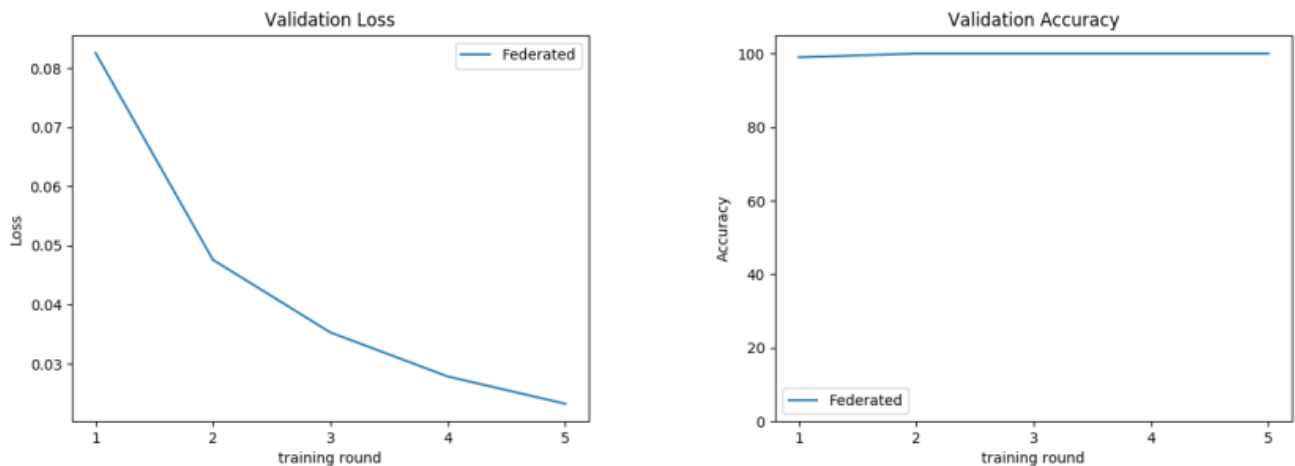 Validation Loss
Federated
0.08
0.07
0.06
0.05
0.04
0.03
Loss
1 2 3 4 5
training round
Validation Accuracy
100
80
60
40
20
0
Accuracy
Federated
1 2 3 4 5
training round